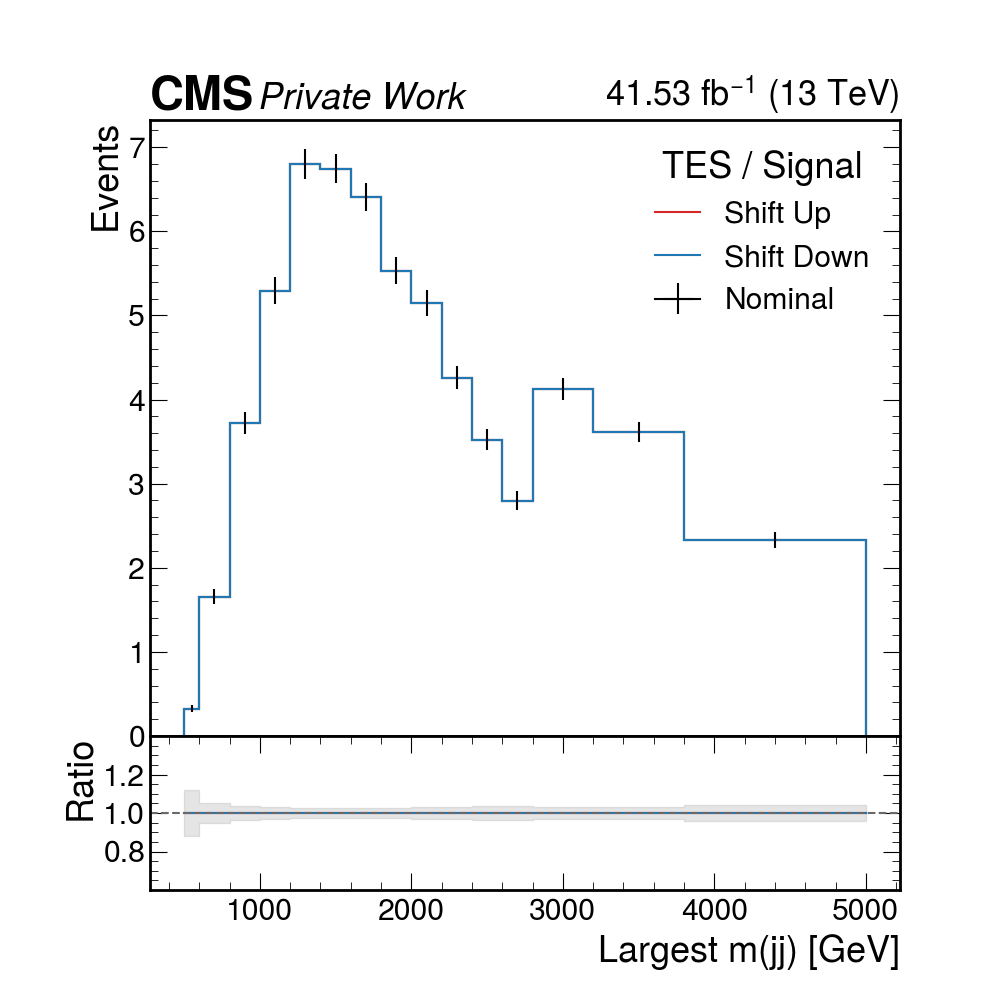 CMS Private Work 41.53 fb⁻¹ (13 TeV)
Events
7
6
5
4
3
2
1
0
TES / Signal
Shift Up
Shift Down
Nominal
Ratio
1.2
1.0
0.8
1000 2000 3000 4000 5000
Largest m(jj) [GeV]